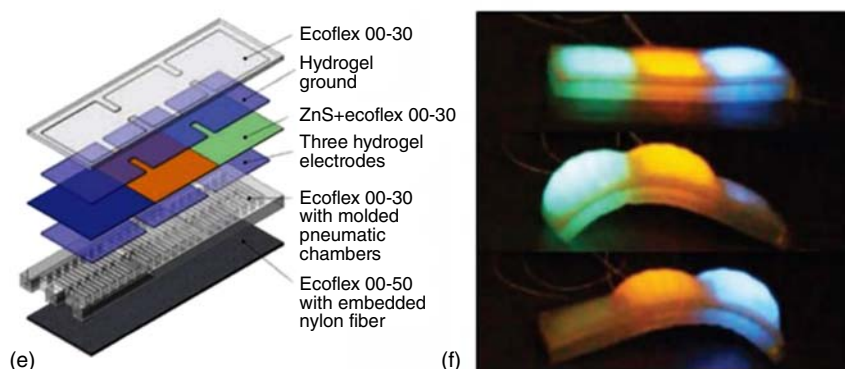 Ecoflex 00-30
Hydrogel
ground
ZnS+ecoflex 00-30
Three hydrogel
electrodes
Ecoflex 00-30
with molded
pneumatic
chambers
Ecoflex 00-50
with embedded
nylon fiber
(e)
(f)